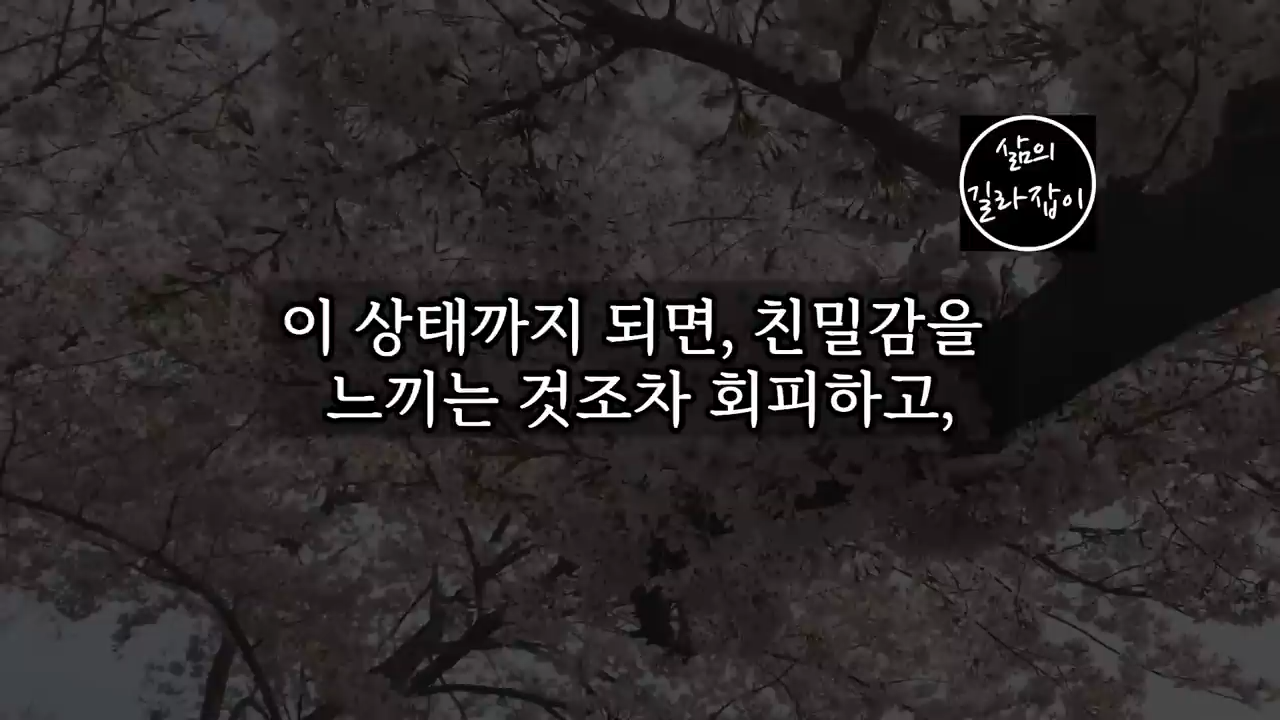 삶의
길라잡이
이 상태까지 되면, 친밀감을
느끼는 것조차 회피하고,